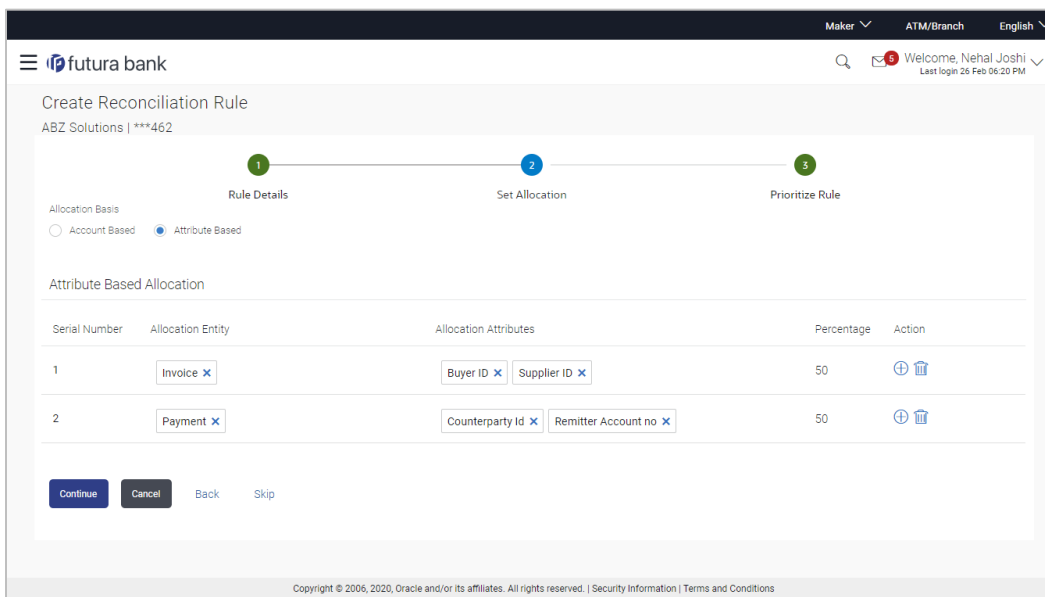 Maker ATM/Branch English
futura bank 5 Welcome, Nehal Joshi
Last login 26 Feb 06:20 PM
Create Reconciliation Rule
ABZ Solutions | ***462
1 2 3
Rule Details Set Allocation Prioritize Rule
Allocation Basis
Account Based Attribute Based
Attribute Based Allocation
Serial Number Allocation Entity Allocation Attributes Percentage Action
1 Invoice Buyer ID Supplier ID 50
2 Payment Counterparty Id Remitter Account no 50
Continue Cancel Back Skip
Copyright © 2006, 2020, Oracle and/or its affiliates. All rights reserved. | Security Information | Terms and Conditions